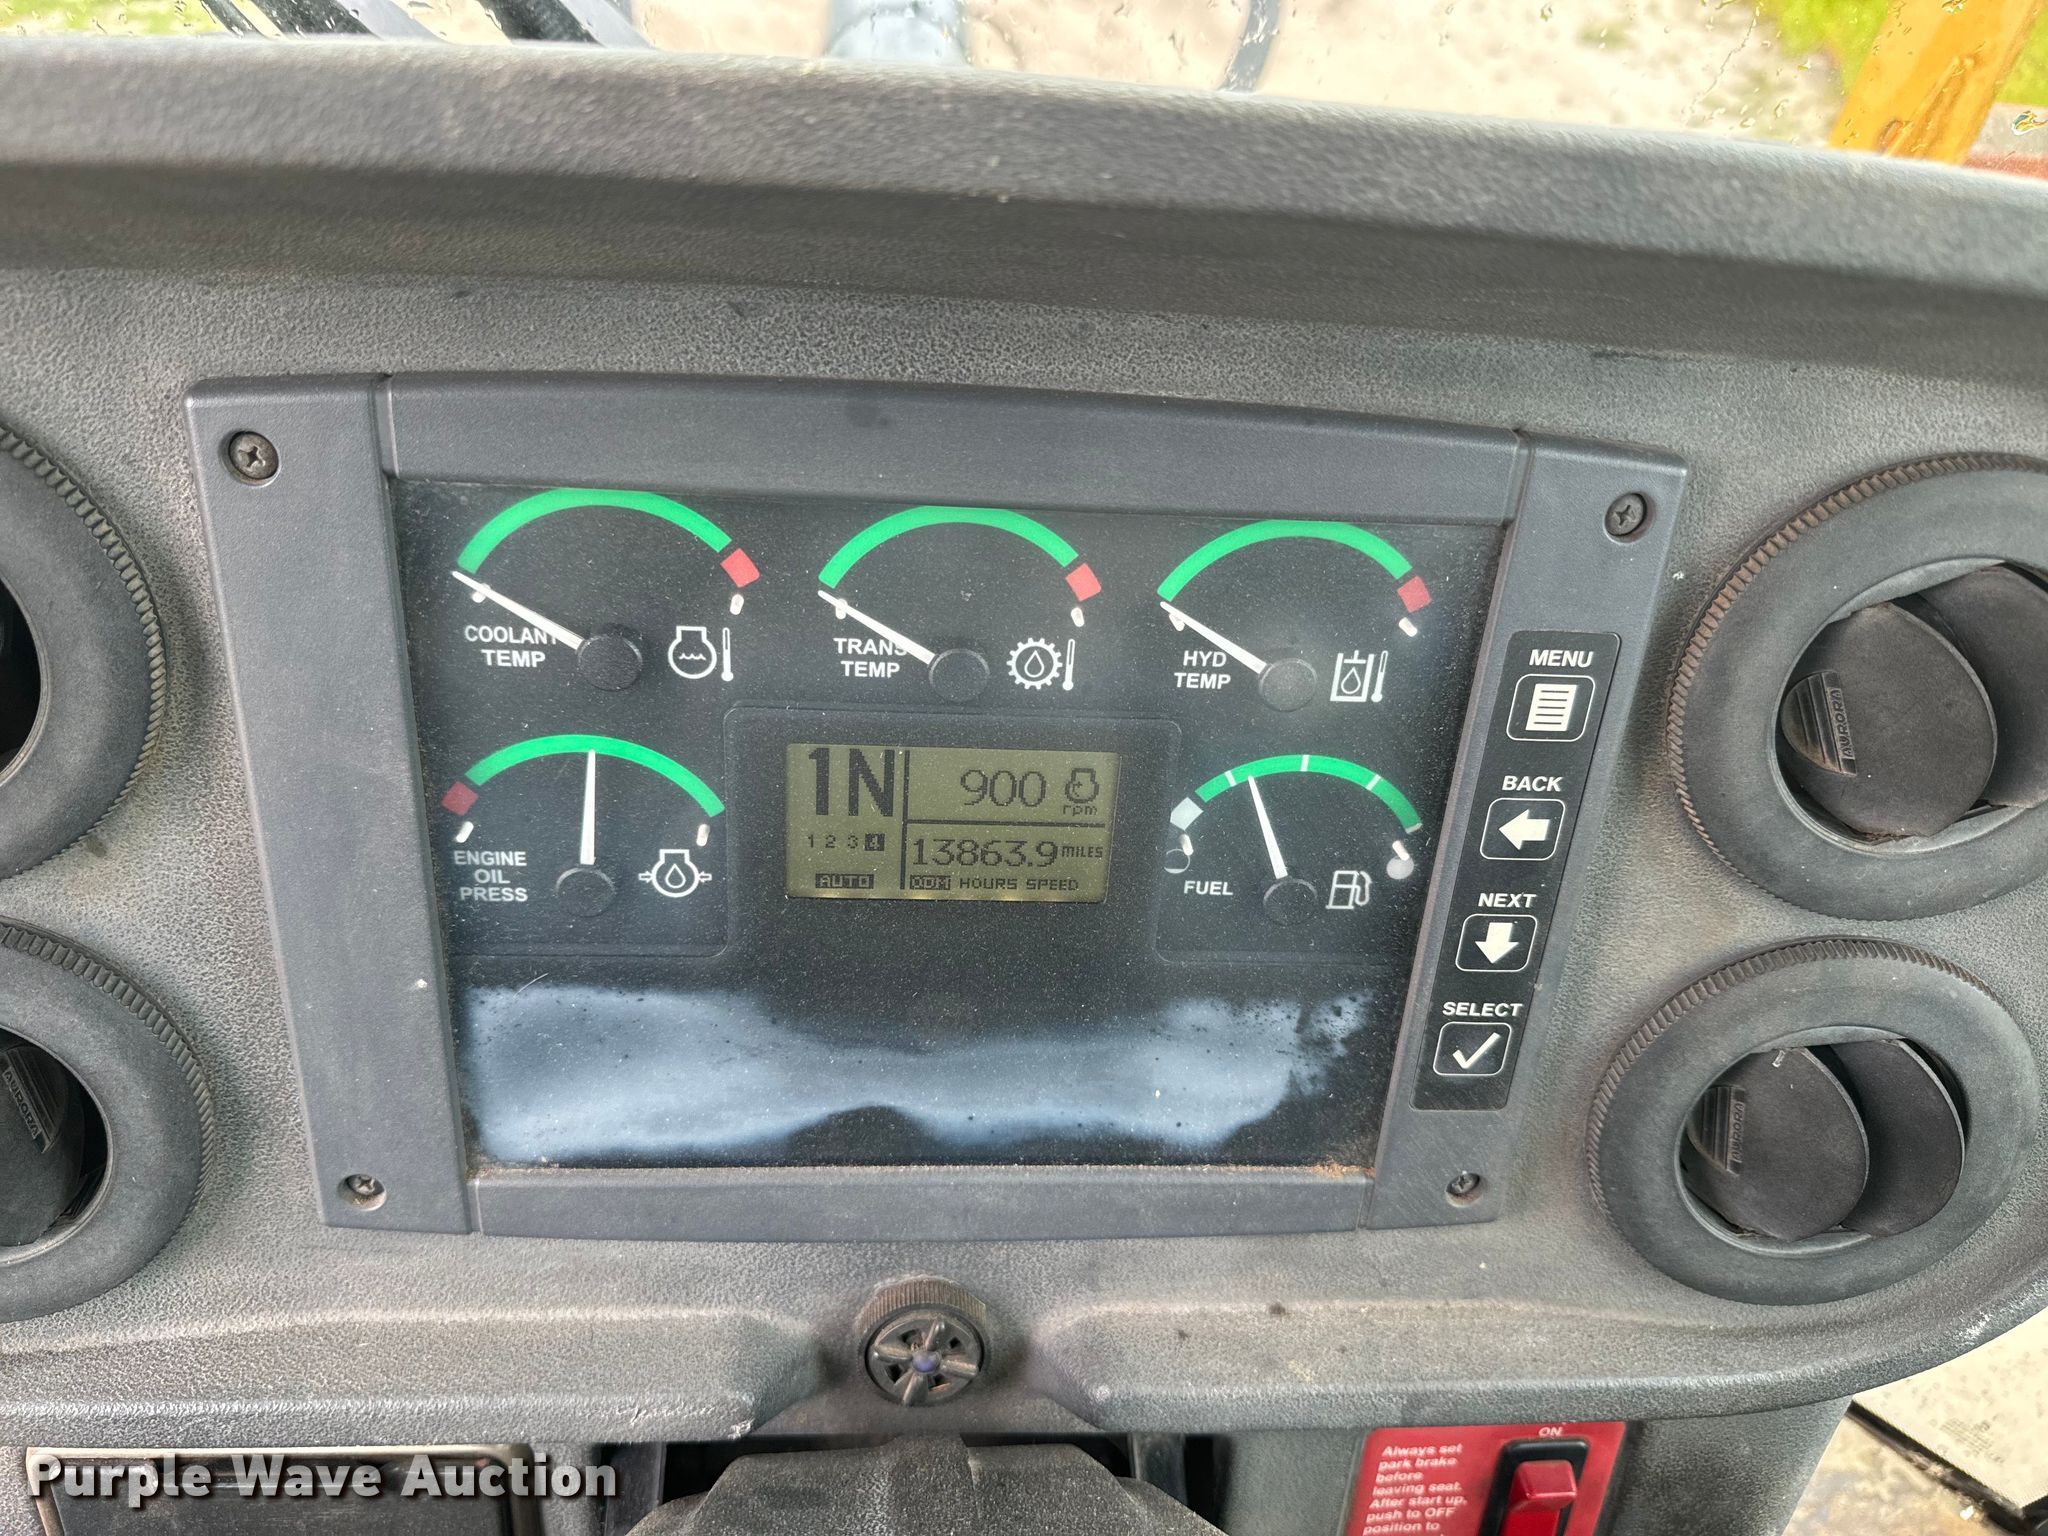 COOLANT
TEMP
TRANS
TEMP
HYD
TEMP
ENGINE
OIL
PRESS
1N
900
rpm
1 2 3 4
13863.9 MILES
AUTO
ODM HOURS SPEED
FUEL
MENU
BACK
NEXT
SELECT
AURORA
AURORA
AURORA
ON
Always set
park brake
before
leaving seat.
After start up,
push to OFF
position to
Purple Wave Auction